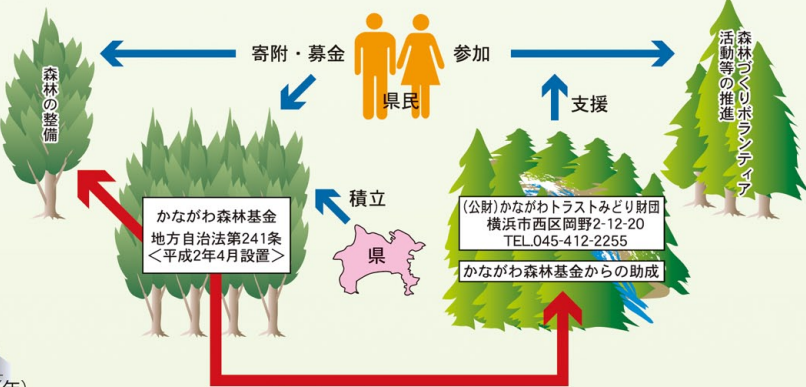 寄附・募金
県民
参加
森林の整備
森林づくりボランティア
活動等の推進
支援
積立
県
かながわ森林基金
地方自治法第241条
＜平成2年4月設置＞
(公財)かながわトラストみどり財団
横浜市西区岡野2-12-20
TEL.045-412-2255
かながわ森林基金からの助成
年)